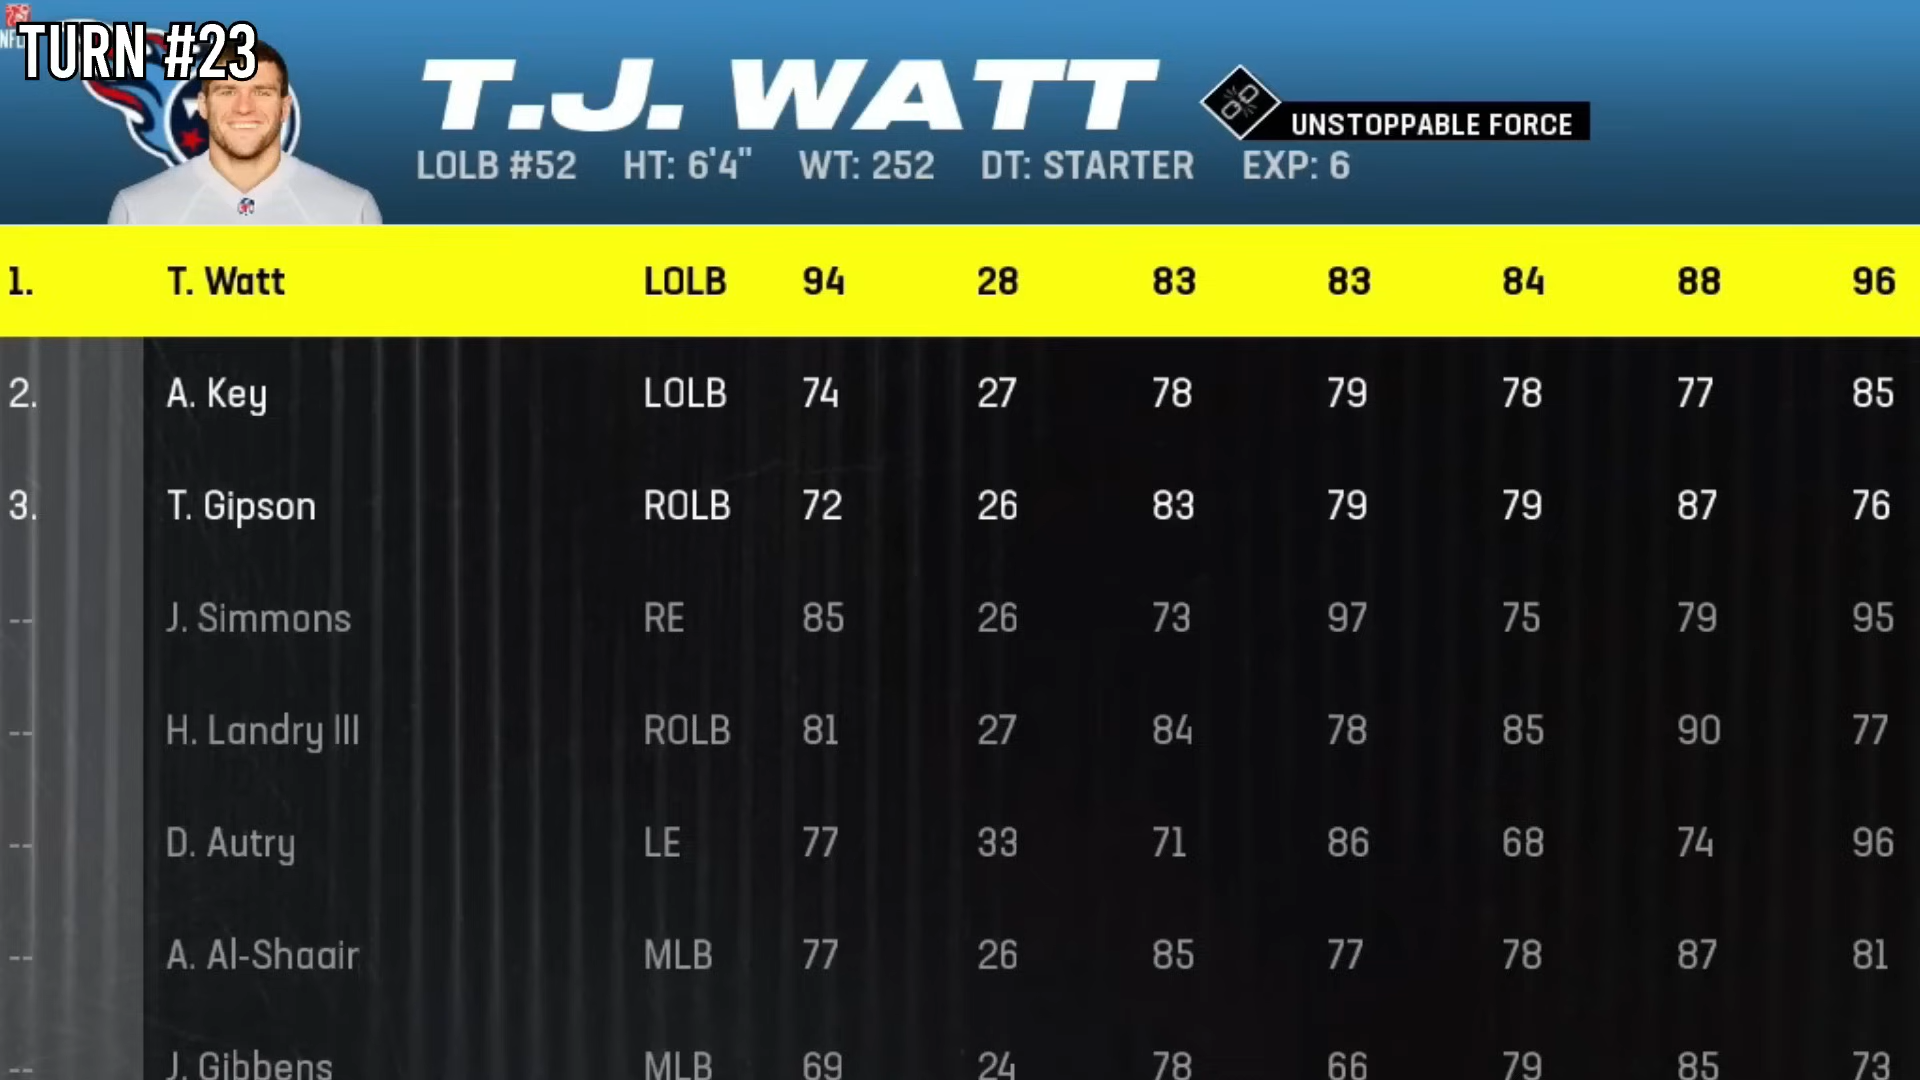 TURN #23
NFL
T.J. WATT
UNSTOPPABLE FORCE
LOLB #52 HT: 6'4" WT: 252 DT: STARTER EXP: 6
1. T. Watt LOLB 94 28 83 83 84 88 96
2. A. Key LOLB 74 27 78 79 78 77 85
3. T. Gipson ROLB 72 26 83 79 79 87 76
-- J. Simmons RE 85 26 73 97 75 79 95
-- H. Landry III ROLB 81 27 84 78 85 90 77
-- D. Autry LE 77 33 71 86 68 74 96
-- A. Al-Shaair MLB 77 26 85 77 78 87 81
-- J. Gibbens MLB 69 24 78 66 79 85 73